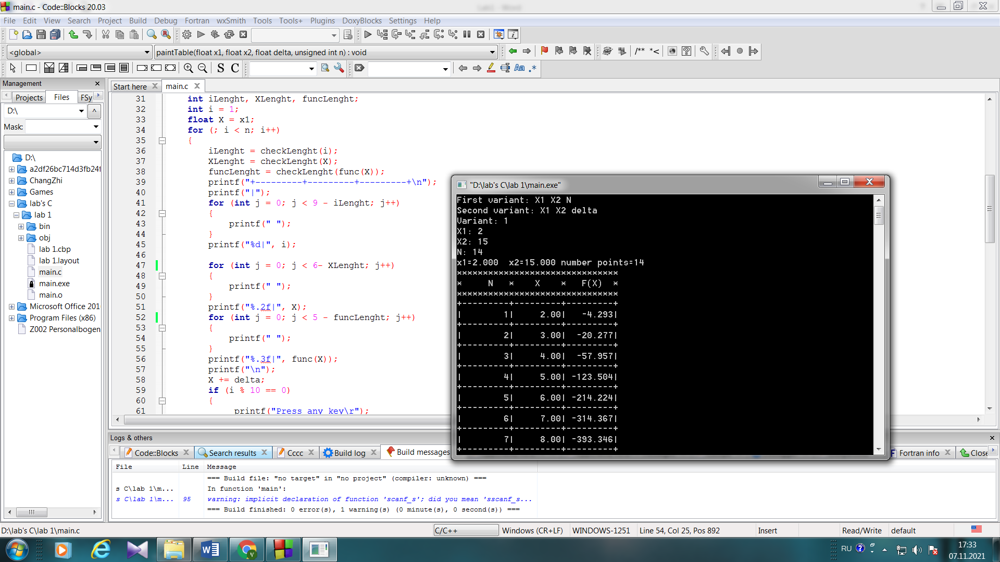 main.c - Code::Blocks 20.03
File Edit View Search Project Build Debug Fortran wxSmith Tools Tools+ Plugins DoxyBlocks Settings Help
<global>
paintTable(float x1, float x2, float delta, unsigned int n) : void
/** *<
S C
Aa .*
Management
Projects Files FSy
D:\
^
Mask:
D:\
a2df26bc714d3fb24f
ChangZhi
Games
lab's C
lab 1
bin
obj
lab 1.cbp
lab 1.layout
main.c
main.exe
main.o
Microsoft Office 201
Program Files (x86)
Z002 Personalbogen
Start here main.c
31 int iLenght, XLenght, funcLenght;
32 int i = 1;
33 float X = x1;
34 for (; i < n; i++)
35 {
36 iLenght = checkLenght(i);
37 XLenght = checkLenght(X);
38 funcLenght = checkLenght(func(X));
39 printf("+---------+---------+---------+\n");
40 printf("|");
41 for (int j = 0; j < 9 - iLenght; j++)
42 {
43 printf(" ");
44 }
45 printf("%d|", i);
46
47 for (int j = 0; j < 6- XLenght; j++)
48 {
49 printf(" ");
50 }
51 printf("%.2f|", X);
52 for (int j = 0; j < 5 - funcLenght; j++)
53 {
54 printf(" ");
55 }
56 printf("%.3f|", func(X));
57 printf("\n");
58 X += delta;
59 if (i % 10 == 0)
60 {
61 printf("Press any key\r");
"D:\lab's C\lab 1\main.exe"
First variant: X1 X2 N
Second variant: X1 X2 delta
Variant: 1
X1: 2
X2: 15
N: 14
x1=2.000  x2=15.000 number points=14
*******************************
*     N   *    X    *   F(X)  *
*******************************
+---------+---------+---------+
|        1|     2.00|   -4.293|
+---------+---------+---------+
|        2|     3.00|  -20.277|
+---------+---------+---------+
|        3|     4.00|  -57.957|
+---------+---------+---------+
|        4|     5.00| -123.504|
+---------+---------+---------+
|        5|     6.00| -214.224|
+---------+---------+---------+
|        6|     7.00| -314.367|
+---------+---------+---------+
|        7|     8.00| -393.346|
+---------+---------+---------+
Logs & others
Code::Blocks Search results Cccc Build log Build messages Fortran info Close
File Line Message
=== Build file: "no target" in "no project" (compiler: unknown) ===
s C\lab 1\m... In function 'main':
s C\lab 1\m... 95 warning: implicit declaration of function 'scanf_s'; did you mean 'sscanf_s...
=== Build finished: 0 error(s), 1 warning(s) (0 minute(s), 0 second(s)) ===
D:\lab's C\lab 1\main.c C/C++ Windows (CR+LF) WINDOWS-1251 Line 54, Col 25, Pos 892 Insert Read/Write default
RU
17:33
07.11.2021